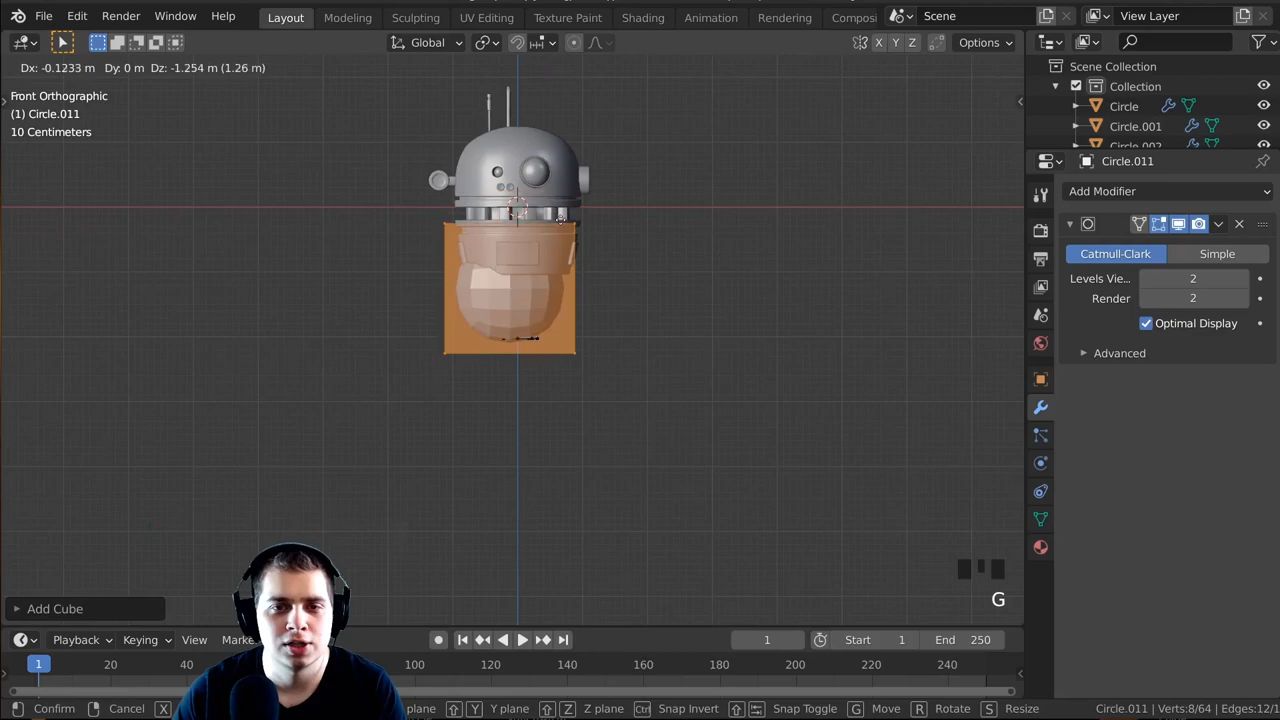 File Edit Render Window Help Layout Modeling Sculpting UV Editing Texture Paint Shading Animation Rendering Scene View Layer
Global X Y Z Options
Dx: -0.1233 m Dy: 0 m Dz: -1.254 m (1.26 m)
Front Orthographic
(1) Circle.011
10 Centimeters
Scene Collection
Collection
Circle
Circle.001
Circle.011
Add Modifier
Catmull-Clark Simple
Levels Vie... 2
Render 2
Optimal Display
Advanced
G
Add Cube
Playback Keying View 1 Start 1 End 250
1 20 40 100 120 140 160 180 200 220 240
Confirm Cancel X plane Y plane Z plane Ctrl Snap Invert Snap Toggle G Move R Rotate S Resize Circle.011 | Verts:8/64 | Edges:12/1